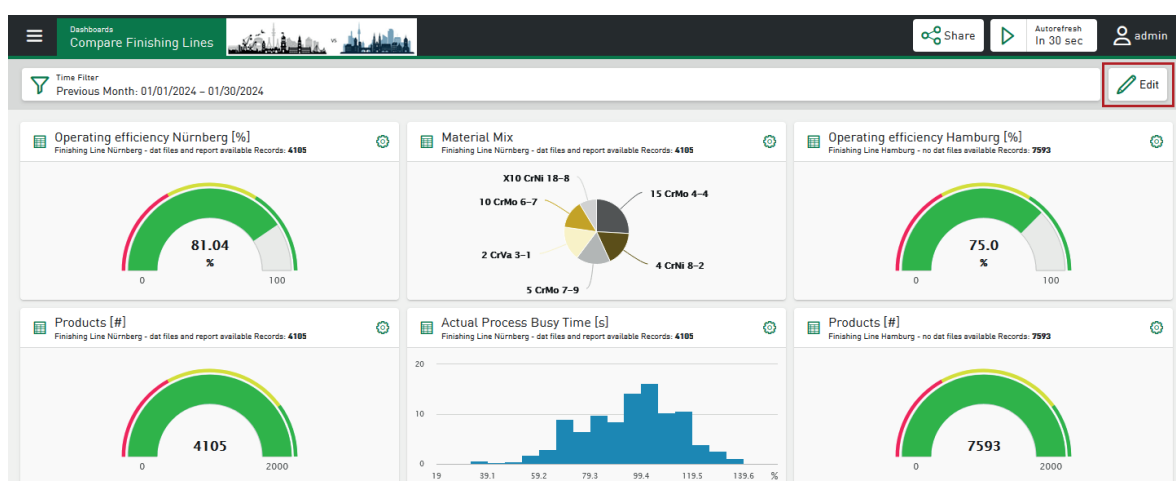 Dashboards
Compare Finishing Lines
vs
Share
Autorefresh
In 30 sec
admin
Time Filter
Previous Month: 01/01/2024 – 01/30/2024
Edit
Operating efficiency Nürnberg [%]
Finishing Line Nürnberg - dat files and report available Records: 4105
81.04
%
0
100
Material Mix
Finishing Line Nürnberg - dat files and report available Records: 4105
X10 CrNi 18–8
15 CrMo 4–4
10 CrMo 6–7
2 CrVa 3–1
4 CrNi 8–2
5 CrMo 7–9
Operating efficiency Hamburg [%]
Finishing Line Hamburg - no dat files available Records: 7593
75.0
%
0
100
Products [#]
Finishing Line Nürnberg - dat files and report available Records: 4105
4105
0
2000
Actual Process Busy Time [s]
Finishing Line Nürnberg - dat files and report available Records: 4105
20
10
0
19
39.1
59.2
79.3
99.4
119.5
139.6
%
Products [#]
Finishing Line Hamburg - no dat files available Records: 7593
7593
0
2000